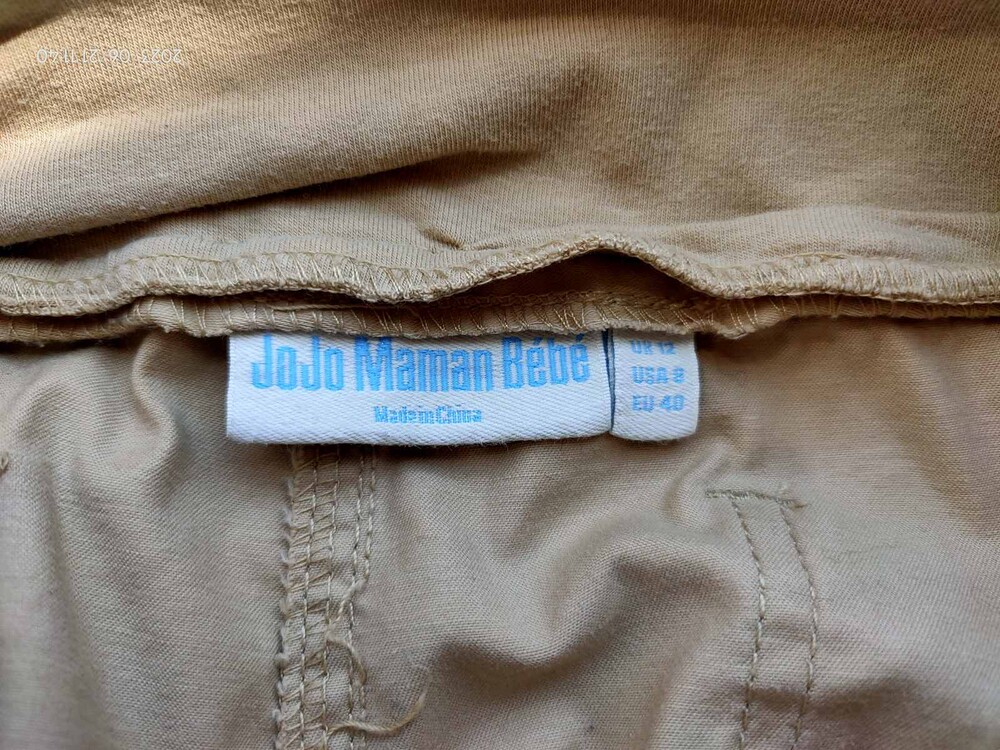 JoJo Maman Bébé
Made in China
UK 12
USA 8
EU 40